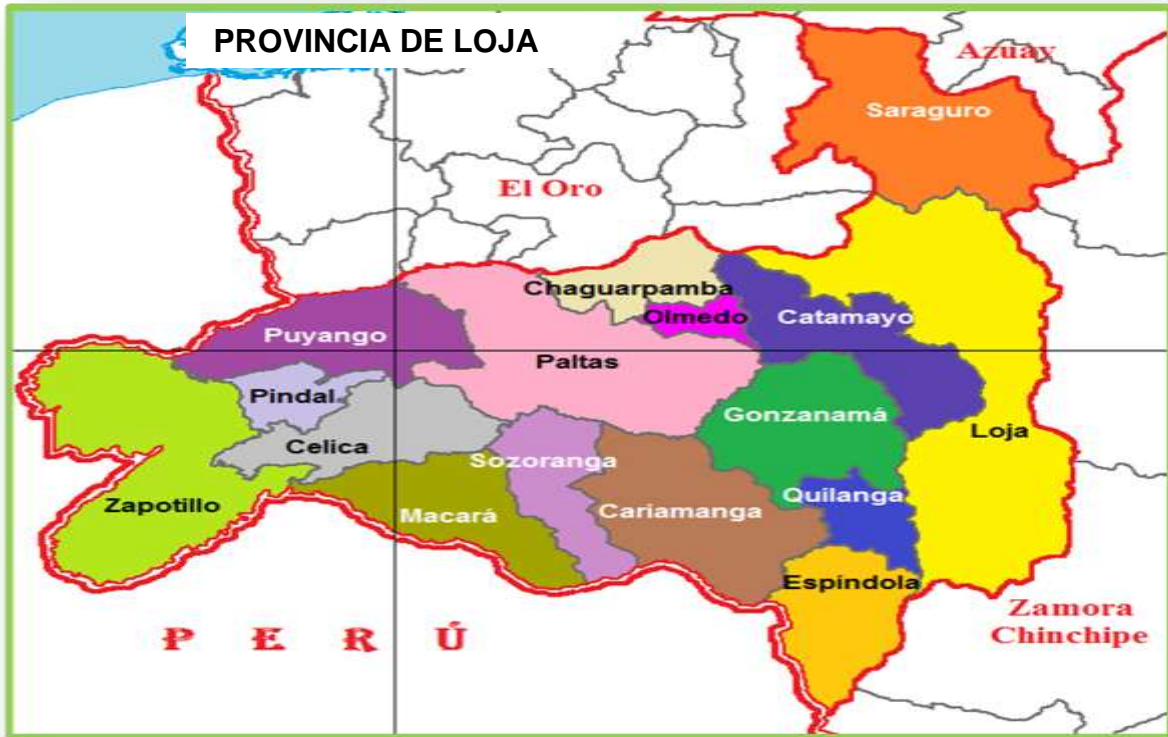 PROVINCIA DE LOJA
Azuay
Saraguro
El Oro
Chaguarpamba
Olmedo
Catamayo
Puyango
Paltas
Pindal
Gonzanamá
Loja
Celica
Sozoranga
Zapotillo
Quilanga
Macará
Cariamanga
Espíndola
Zamora
Chinchipe
PERÚ